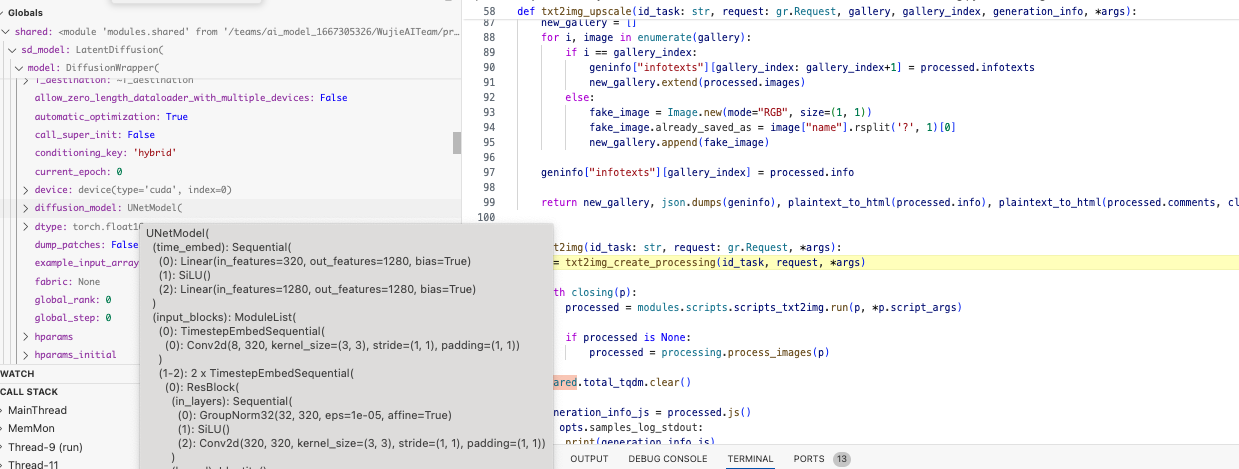 Globals
shared: <module 'modules.shared' from '/teams/ai_model_1667305326/WujieAITeam/pr…
sd_model: LatentDiffusion(
model: DiffusionWrapper(
T_destination: ~T_destination
allow_zero_length_dataloader_with_multiple_devices: False
automatic_optimization: True
call_super_init: False
conditioning_key: 'hybrid'
current_epoch: 0
device: device(type='cuda', index=0)
diffusion_model: UNetModel(
dtype: torch.float16
dump_patches: False
example_input_array
fabric: None
global_rank: 0
global_step: 0
hparams
hparams_initial
WATCH
CALL STACK
MainThread
MemMon
Thread-9 (run)
Thread-11
UNetModel(
(time_embed): Sequential(
(0): Linear(in_features=320, out_features=1280, bias=True)
(1): SiLU()
(2): Linear(in_features=1280, out_features=1280, bias=True)
)
(input_blocks): ModuleList(
(0): TimestepEmbedSequential(
(0): Conv2d(8, 320, kernel_size=(3, 3), stride=(1, 1), padding=(1, 1))
)
(1-2): 2 x TimestepEmbedSequential(
(0): ResBlock(
(in_layers): Sequential(
(0): GroupNorm32(32, 320, eps=1e-05, affine=True)
(1): SiLU()
(2): Conv2d(320, 320, kernel_size=(3, 3), stride=(1, 1), padding=(1, 1))
)
58 def txt2img_upscale(id_task: str, request: gr.Request, gallery, gallery_index, generation_info, *args):
87 new_gallery = []
88 for i, image in enumerate(gallery):
89 if i == gallery_index:
90 geninfo["infotexts"][gallery_index: gallery_index+1] = processed.infotexts
91 new_gallery.extend(processed.images)
92 else:
93 fake_image = Image.new(mode="RGB", size=(1, 1))
94 fake_image.already_saved_as = image["name"].rsplit('?', 1)[0]
95 new_gallery.append(fake_image)
96
97 geninfo["infotexts"][gallery_index] = processed.info
98
99 return new_gallery, json.dumps(geninfo), plaintext_to_html(processed.info), plaintext_to_html(processed.comments, cl
100
t2img(id_task: str, request: gr.Request, *args):
= txt2img_create_processing(id_task, request, *args)
th closing(p):
processed = modules.scripts.scripts_txt2img.run(p, *p.script_args)
if processed is None:
processed = processing.process_images(p)
ared.total_tqdm.clear()
neration_info_js = processed.js()
opts.samples_log_stdout:
print(generation_info_js)
OUTPUT DEBUG CONSOLE TERMINAL PORTS 13